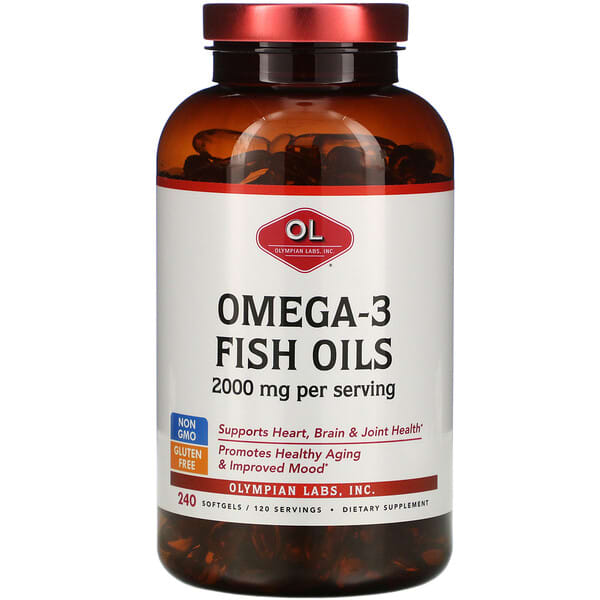 OL
OLYMPIAN LABS, INC.
®
OMEGA-3
FISH OILS
2000 mg per serving
NON
GMO
GLUTEN
FREE
Supports Heart, Brain & Joint Health*
Promotes Healthy Aging
& Improved Mood*
OLYMPIAN LABS, INC.
240 SOFTGELS / 120 SERVINGS • DIETARY SUPPLEMENT